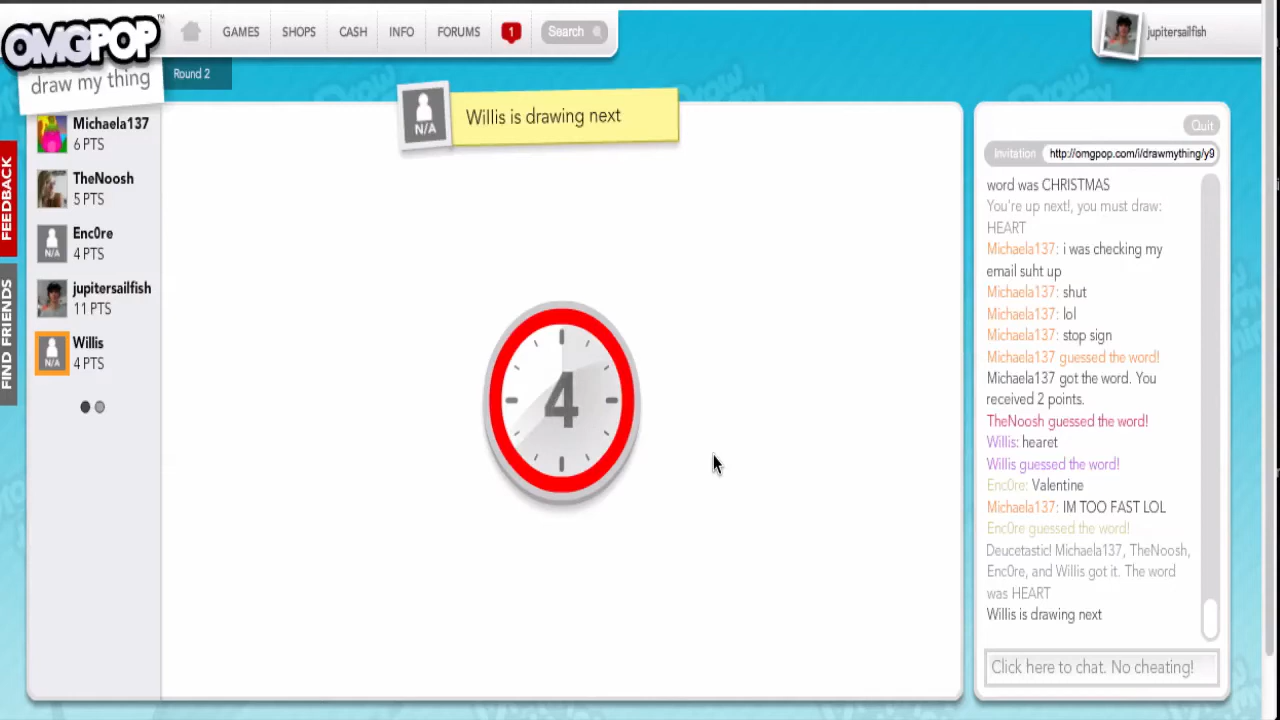 OMGPOP™
draw my thing
GAMES
SHOPS
CASH
INFO
FORUMS
1
Search
jupitersailfish
Round 2
Willis is drawing next
N/A
FEEDBACK
FIND FRIENDS
Michaela137
6 PTS
TheNoosh
5 PTS
Enc0re
4 PTS
N/A
jupitersailfish
11 PTS
Willis
4 PTS
N/A
4
Quit
Invitation
http://omgpop.com/i/drawmything/y9
word was CHRISTMAS
You're up next!, you must draw:
HEART
Michaela137: i was checking my
email suht up
Michaela137: shut
Michaela137: lol
Michaela137: stop sign
Michaela137 guessed the word!
Michaela137 got the word. You
received 2 points.
TheNoosh guessed the word!
Willis: hearet
Willis guessed the word!
Enc0re: Valentine
Michaela137: IM TOO FAST LOL
Enc0re guessed the word!
Deucetastic! Michaela137, TheNoosh,
Enc0re, and Willis got it. The word
was HEART
Willis is drawing next
Click here to chat. No cheating!